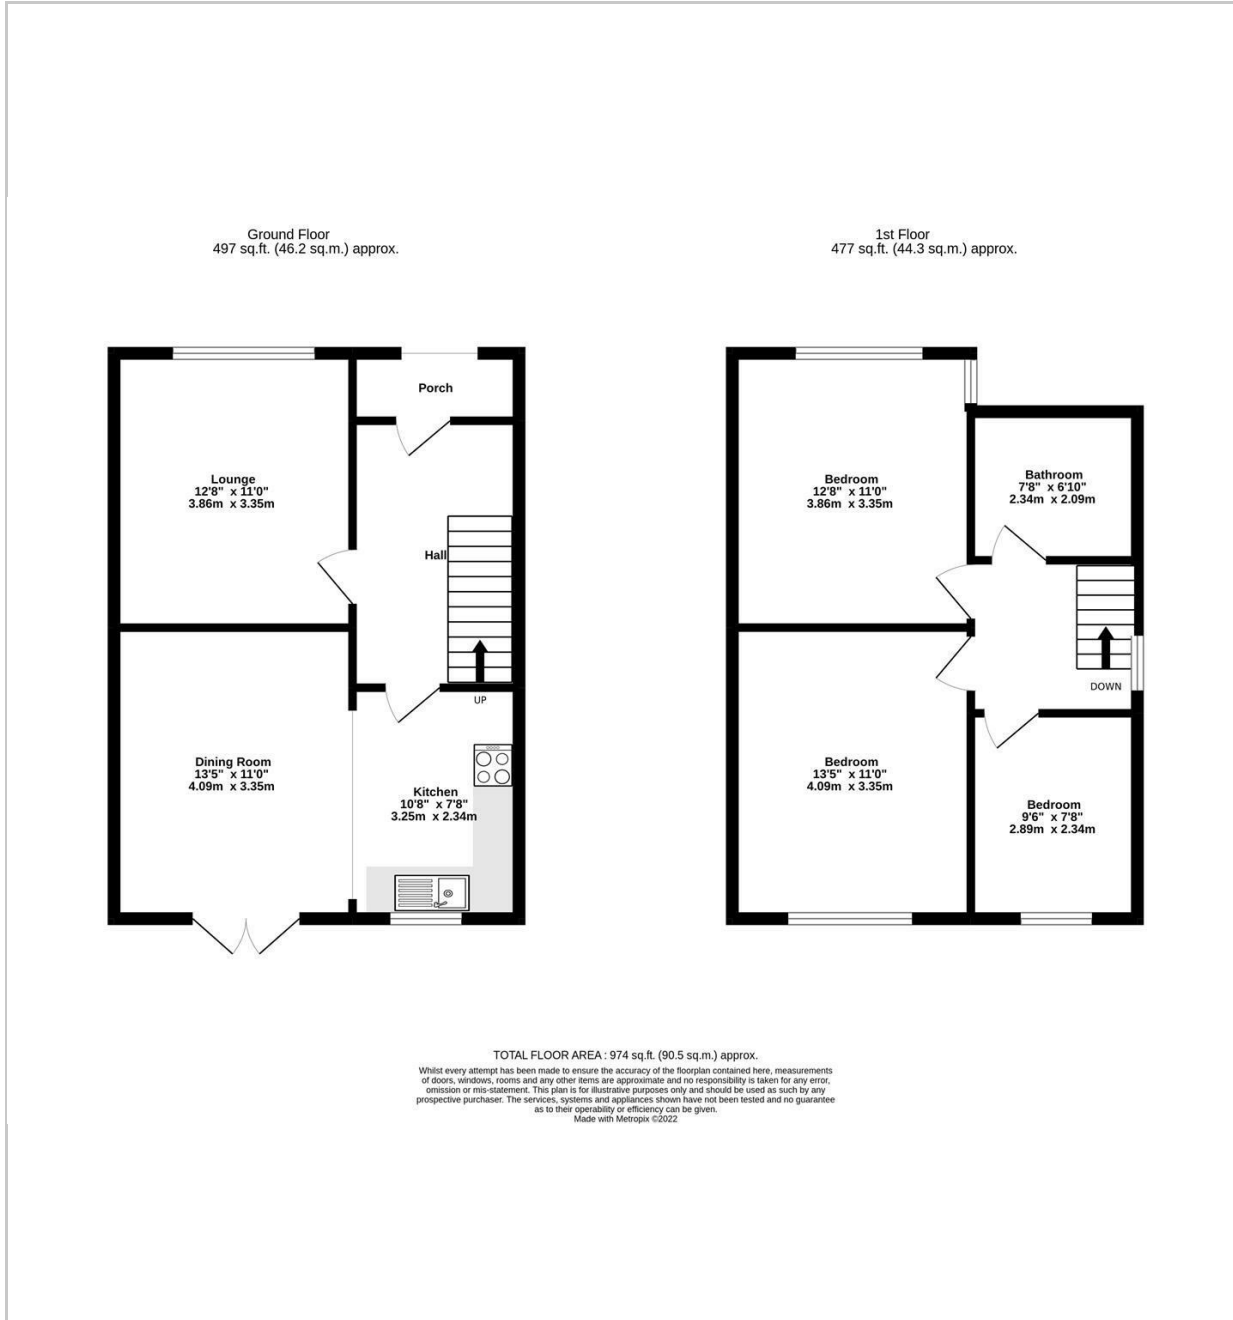 Ground Floor
497 sq.ft. (46.2 sq.m.) approx.
1st Floor
477 sq.ft. (44.3 sq.m.) approx.
Porch
Lounge
12'8" x 11'0"
3.86m x 3.35m
Hall
Dining Room
13'5" x 11'0"
4.09m x 3.35m
UP
Kitchen
10'8" x 7'8"
3.25m x 2.34m
Bedroom
12'8" x 11'0"
3.86m x 3.35m
Bathroom
7'8" x 6'10"
2.34m x 2.09m
DOWN
Bedroom
13'5" x 11'0"
4.09m x 3.35m
Bedroom
9'6" x 7'8"
2.89m x 2.34m
TOTAL FLOOR AREA : 974 sq.ft. (90.5 sq.m.) approx.
Whilst every attempt has been made to ensure the accuracy of the floorplan contained here, measurements
of doors, windows, rooms and any other items are approximate and no responsibility is taken for any error,
omission or mis-statement. This plan is for illustrative purposes only and should be used as such by any
prospective purchaser. The services, systems and appliances shown have not been tested and no guarantee
as to their operability or efficiency can be given.
Made with Metropix ©2022